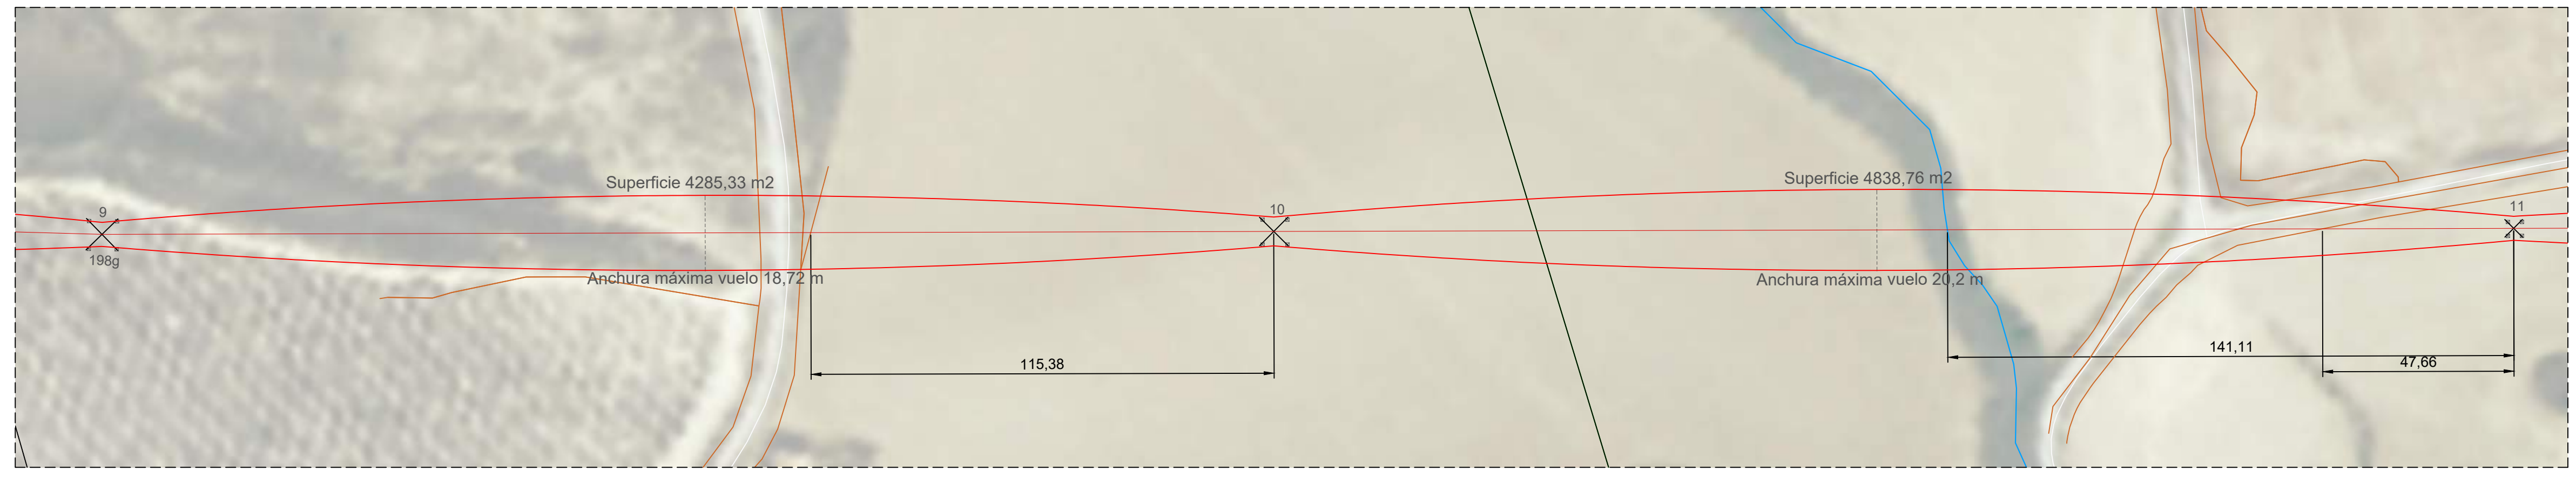 Superficie 4285,33 m2
Superficie 4838,76 m2
9
10
11
198g
Anchura máxima vuelo 18,72 m
Anchura máxima vuelo 20,2 m
115,38
141,11
47,66